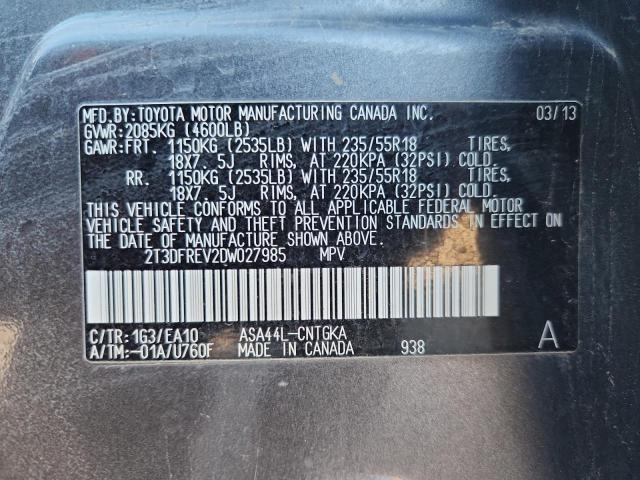 MFD.BY:TOYOTA MOTOR MANUFACTURING CANADA INC. 03/13
GVWR:2085KG (4600LB)
GAWR:FRT. 1150KG (2535LB) WITH 235/55R18 TIRES,
18X7. 5J RIMS, AT 220KPA (32PSI) COLD.
RR. 1150KG (2535LB) WITH 235/55R18 TIRES,
18X7. 5J RIMS, AT 220KPA (32PSI) COLD.
THIS VEHICLE CONFORMS TO ALL APPLICABLE FEDERAL MOTOR
VEHICLE SAFETY AND THEFT PREVENTION STANDARDS IN EFFECT ON
THE DATE OF MANUFACTURE SHOWN ABOVE.
2T3DFREV2DW027985 MPV
C/TR:1G3/EA10 ASA44L-CNTGKA
A/TM:-01A/U760F MADE IN CANADA 938 A